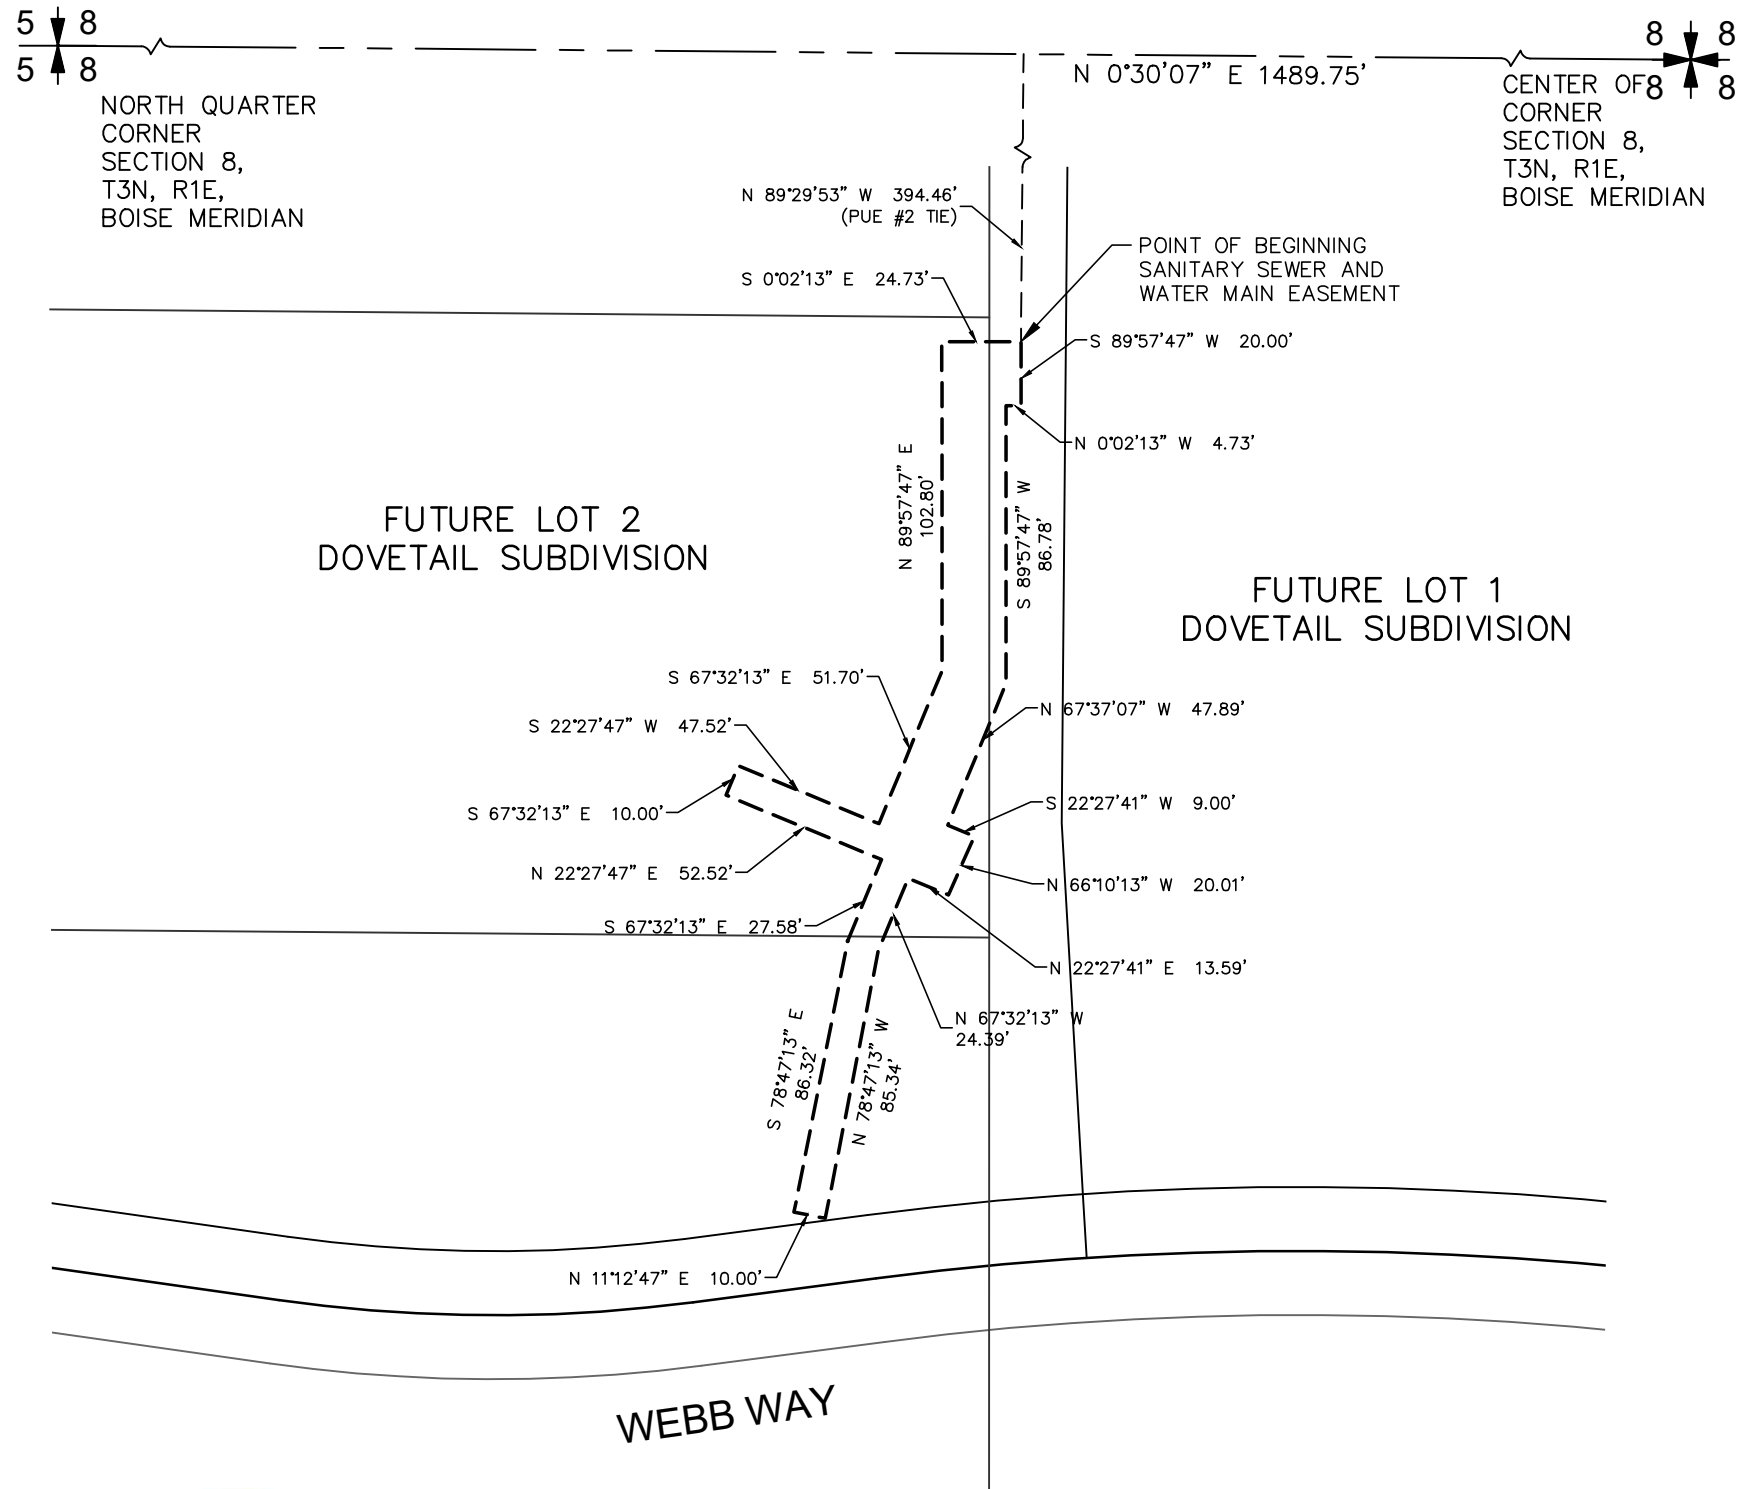 5 8
5 8
NORTH QUARTER
CORNER
SECTION 8,
T3N, R1E,
BOISE MERIDIAN
N 0°30'07" E 1489.75'
8 8
8 8
CENTER OF
CORNER
SECTION 8,
T3N, R1E,
BOISE MERIDIAN
N 89°29'53" W 394.46'
(PUE #2 TIE)
POINT OF BEGINNING
SANITARY SEWER AND
WATER MAIN EASEMENT
S 0°02'13" E 24.73'
S 89°57'47" W 20.00'
N 0°02'13" W 4.73'
N 89°57'47" E
102.80'
S 89°57'47" W
86.78'
FUTURE LOT 2
DOVETAIL SUBDIVISION
FUTURE LOT 1
DOVETAIL SUBDIVISION
S 67°32'13" E 51.70'
N 67°37'07" W 47.89'
S 22°27'47" W 47.52'
S 67°32'13" E 10.00'
S 22°27'41" W 9.00'
N 22°27'47" E 52.52'
N 66°10'13" W 20.01'
S 67°32'13" E 27.58'
N 22°27'41" E 13.59'
N 67°32'13" W
24.39'
S 78°47'13" E
86.32'
N 78°47'13" W
85.34'
N 11°12'47" E 10.00'
WEBB WAY